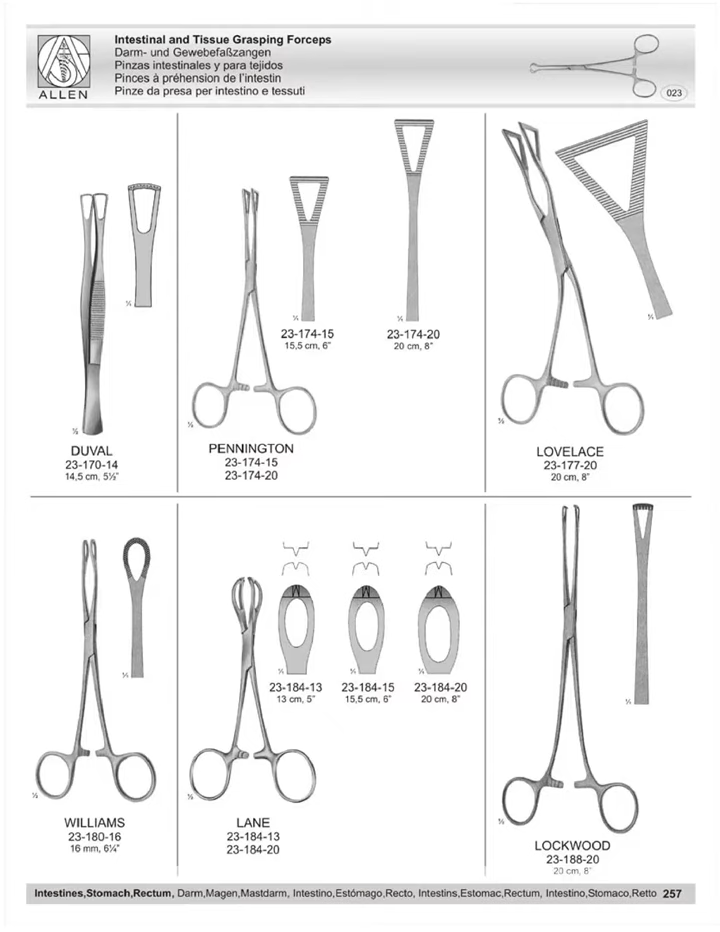 Intestinal and Tissue Grasping Forceps
Darm- und Gewebefaßzangen
Pinzas intestinales y para tejidos
Pinces à préhension de l'intestin
Pinze da presa per intestino e tessuti
ALLEN
023
23-174-15
15,5 cm, 6"
23-174-20
20 cm, 8"
DUVAL
23-170-14
14,5 cm, 5½"
PENNINGTON
23-174-15
23-174-20
LOVELACE
23-177-20
20 cm, 8"
23-184-13
13 cm, 5"
23-184-15
15,5 cm, 6"
23-184-20
20 cm, 8"
WILLIAMS
23-180-16
16 mm, 6¼"
LANE
23-184-13
23-184-20
LOCKWOOD
23-188-20
20 cm, 8"
Intestines,Stomach,Rectum, Darm,Magen,Mastdarm, Intestino,Estómago,Recto, Intestins,Estomac,Rectum, Intestino,Stomaco,Retto 257